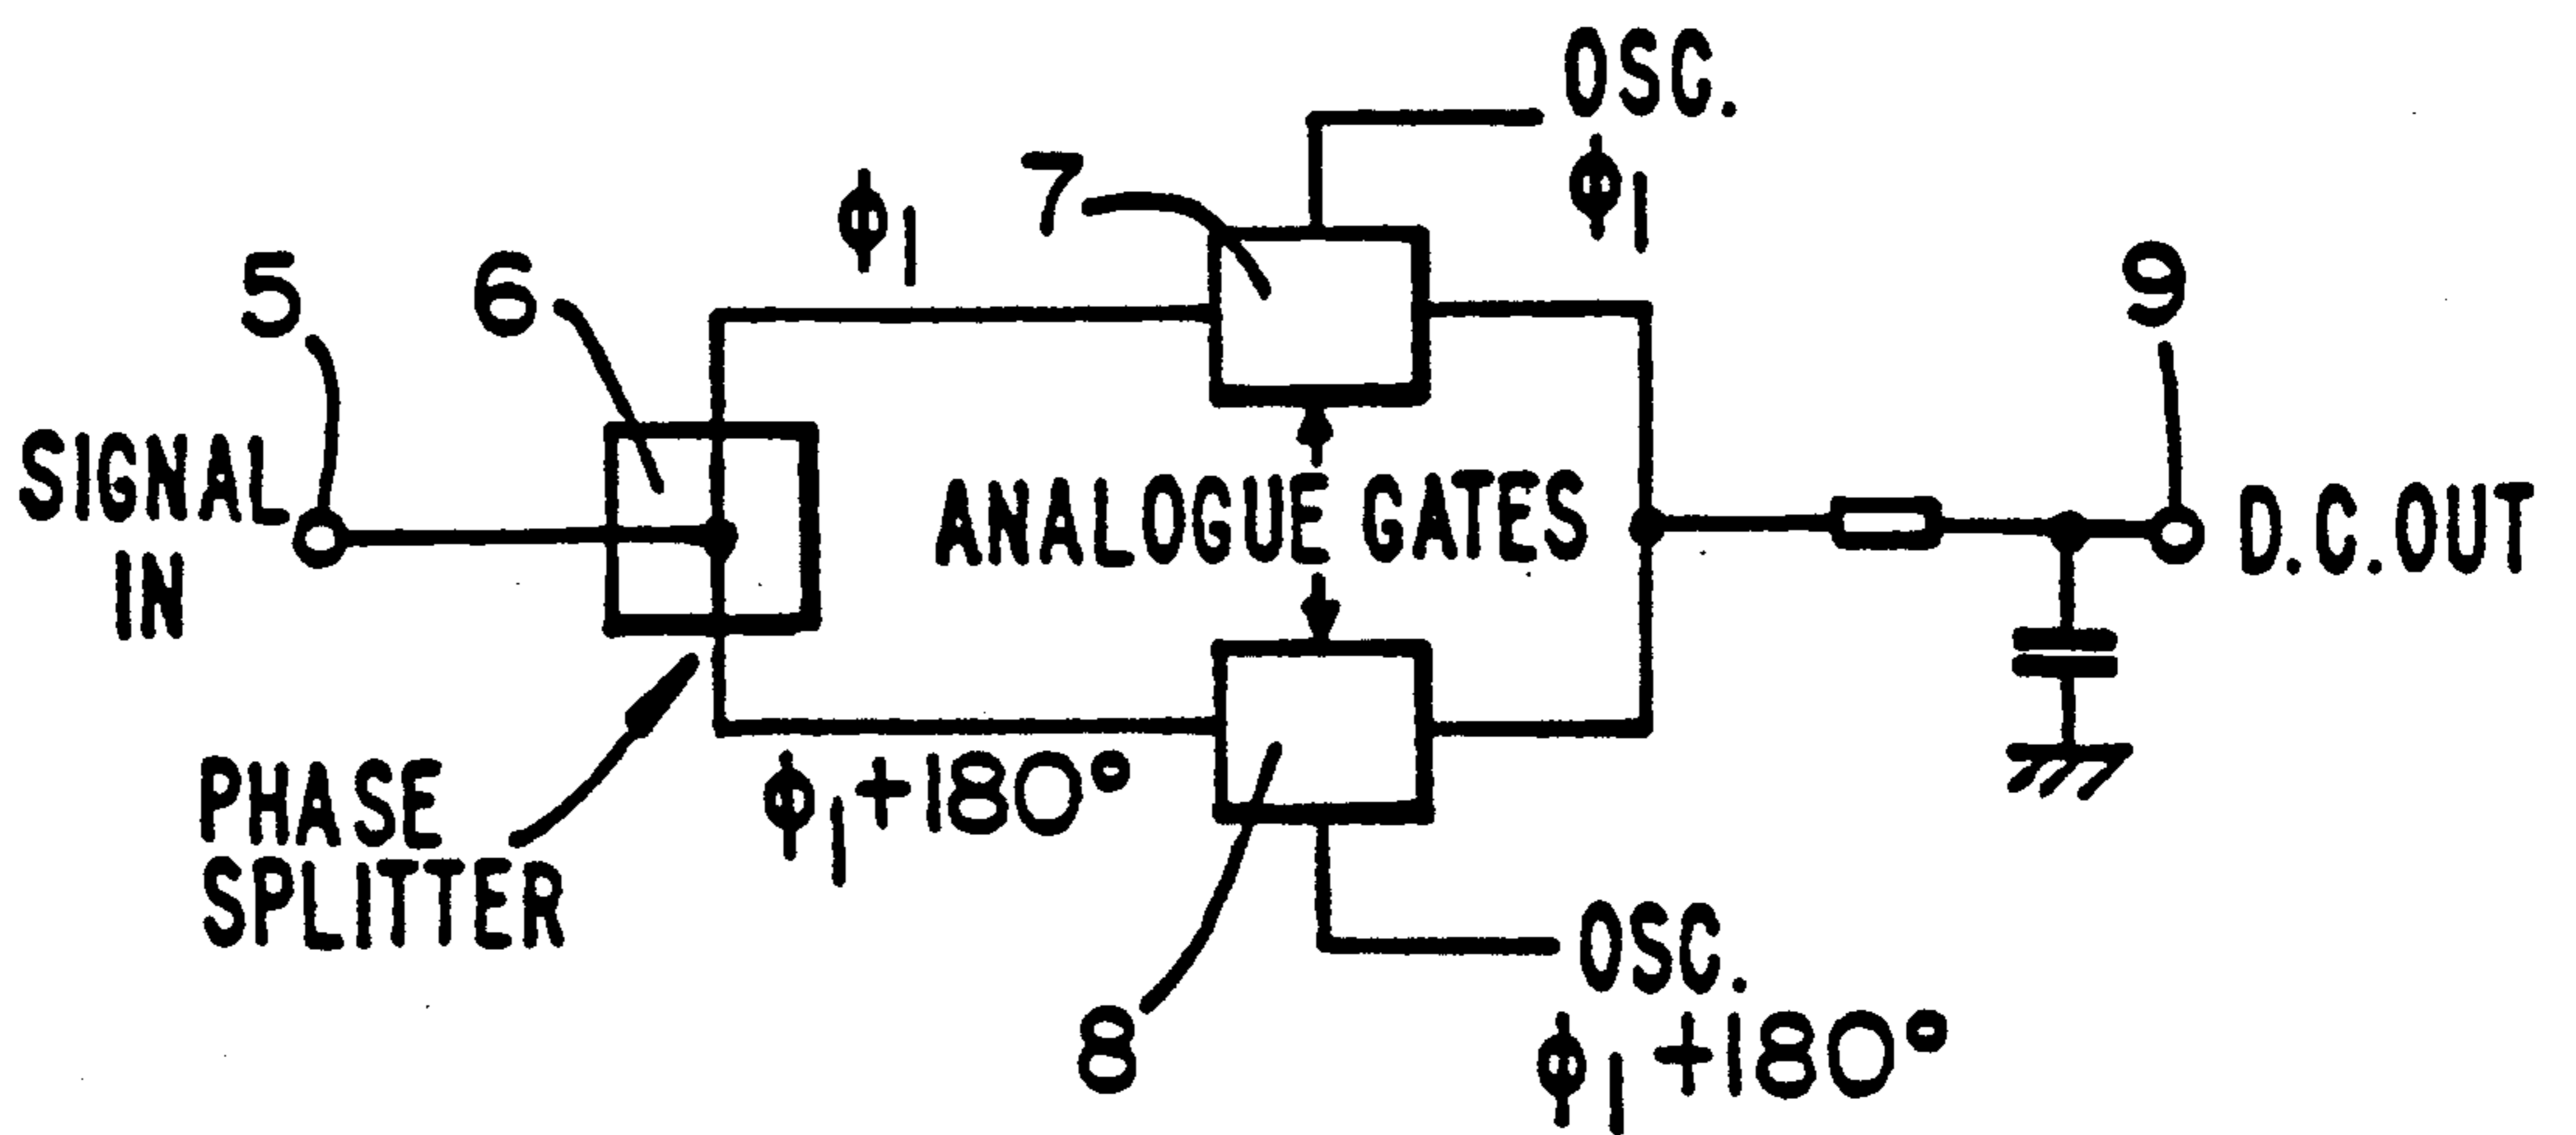 OSC.
ϕ1
7
ϕ1
5
6
9
SIGNAL
IN
ANALOGUE GATES
D.C. OUT
PHASE
SPLITTER
ϕ1+180°
8
OSC.
ϕ1+180°